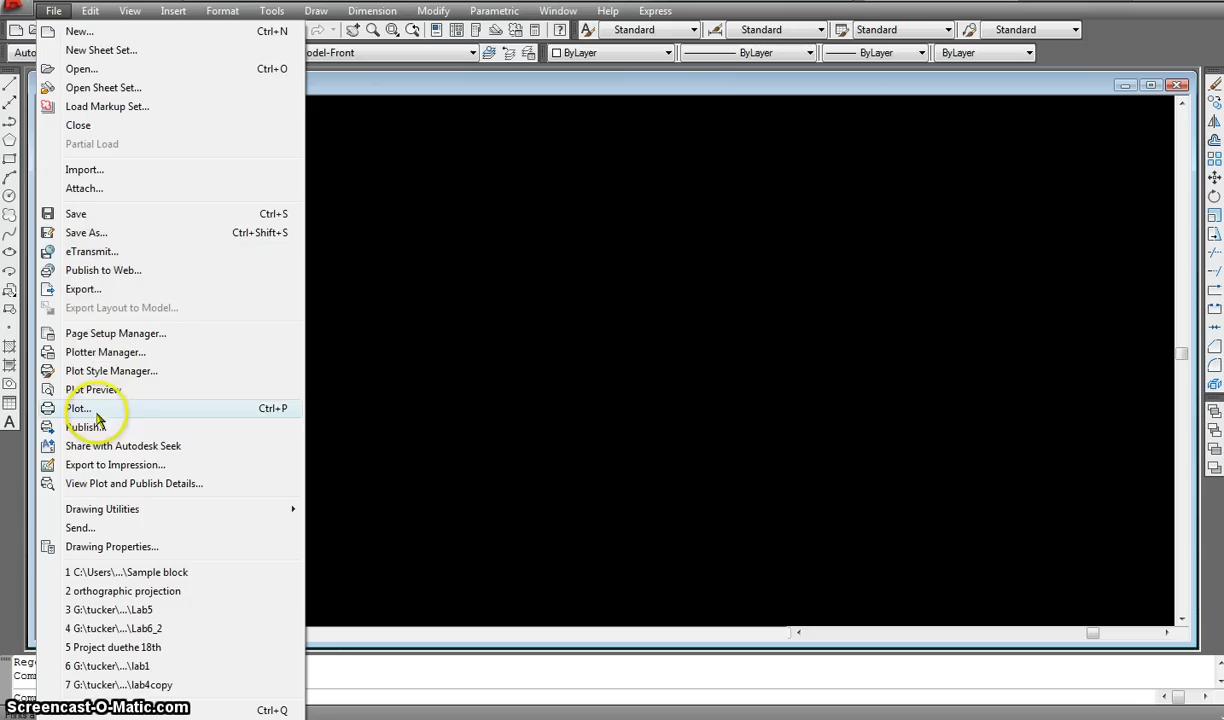 File Edit View Insert Format Tools Draw Dimension Modify Parametric Window Help Express
Standard Standard Standard Standard
Auto odel-Front ByLayer ByLayer ByLayer ByLayer
New... Ctrl+N
New Sheet Set...
Open... Ctrl+O
Open Sheet Set...
Load Markup Set...
Close
Partial Load
Import...
Attach...
Save Ctrl+S
Save As... Ctrl+Shift+S
eTransmit...
Publish to Web...
Export...
Export Layout to Model...
Page Setup Manager...
Plotter Manager...
Plot Style Manager...
Plot Preview
Plot... Ctrl+P
Publish...
Share with Autodesk Seek
Export to Impression...
View Plot and Publish Details...
Drawing Utilities
Send...
Drawing Properties...
1 C:\Users\...\Sample block
2 orthographic projection
3 G:\tucker\...\Lab5
4 G:\tucker\...\Lab6_2
5 Project duethe 18th
6 G:\tucker\...\lab1
7 G:\tucker\...\lab4copy
Rege
Comm
Comm
Ctrl+Q
Screencast-O-Matic.com